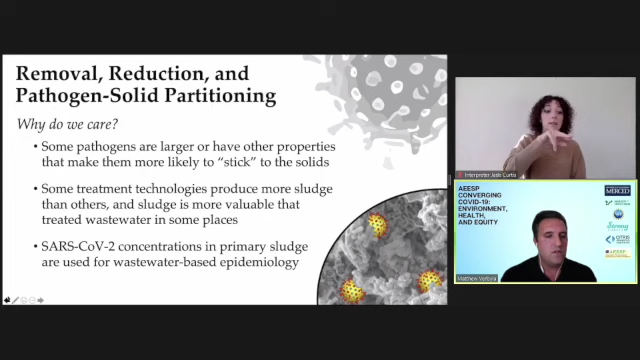 Removal, Reduction, and
Pathogen-Solid Partitioning
Why do we care?
• Some pathogens are larger or have other properties
that make them more likely to “stick” to the solids
• Some treatment technologies produce more sludge
than others, and sludge is more valuable that
treated wastewater in some places
• SARS-CoV-2 concentrations in primary sludge
are used for wastewater-based epidemiology
Interpreter Jads Curtis
AEESP
CONVERGING
COVID-19:
ENVIRONMENT,
HEALTH,
AND EQUITY
MERCED
CITRIS
AEESP
Matthew Verbyla